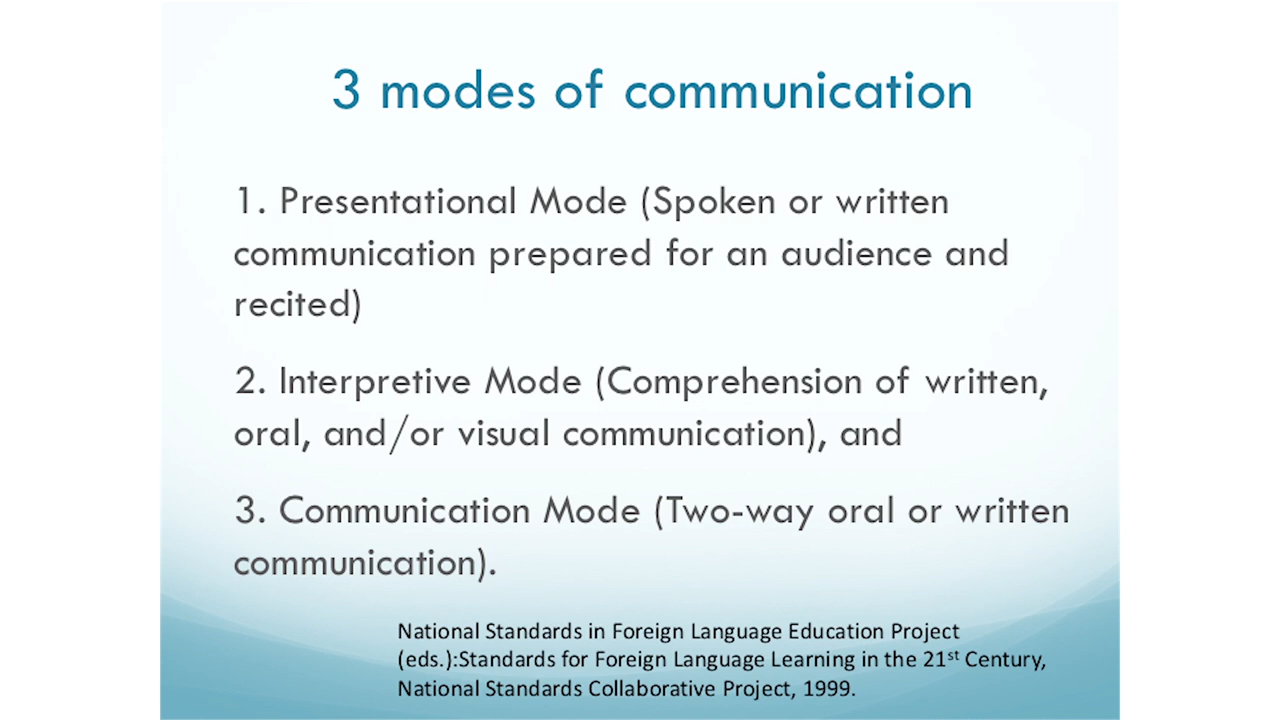 3 modes of communication
1. Presentational Mode (Spoken or written
communication prepared for an audience and
recited)
2. Interpretive Mode (Comprehension of written,
oral, and/or visual communication), and
3. Communication Mode (Two-way oral or written
communication).
National Standards in Foreign Language Education Project
(eds.):Standards for Foreign Language Learning in the 21st Century,
National Standards Collaborative Project, 1999.